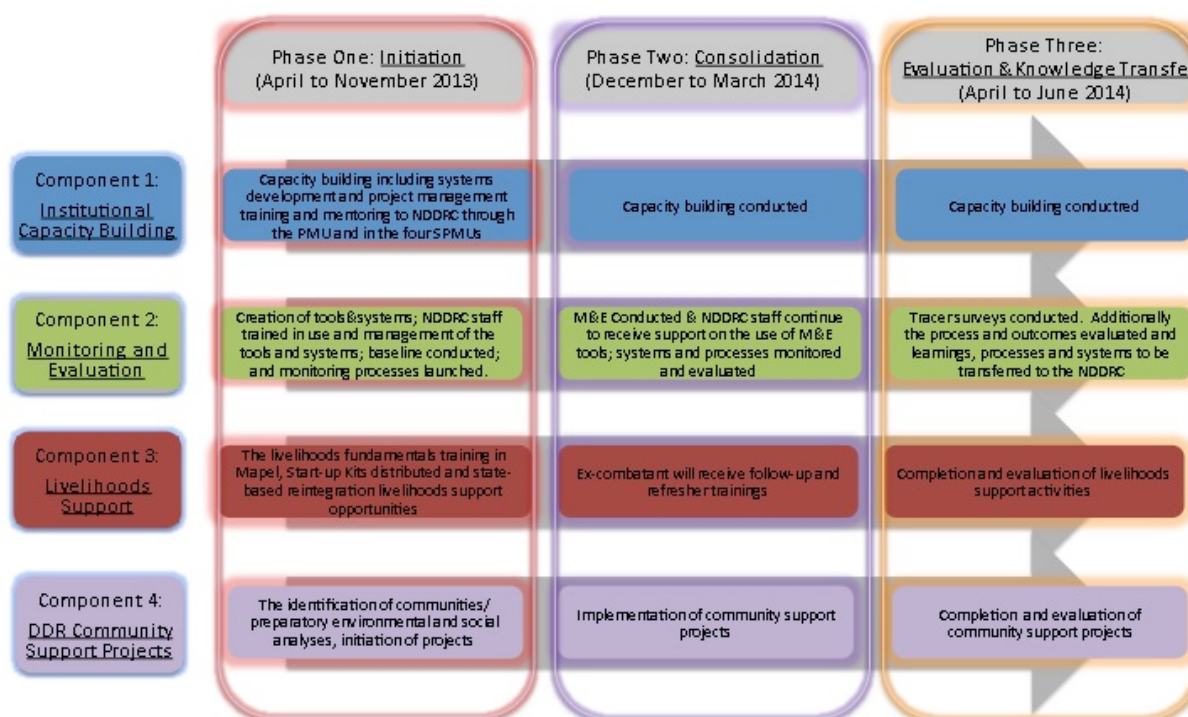 Phase One: Initiation
(April to November 2013)
Phase Two: Consolidation
(December to March 2014)
Phase Three:
Evaluation & Knowledge Transfe
(April to June 2014)
Component 1:
Institutional
Capacity Building
Capacity building including systems
development and project management
training and mentoring to NDDRC through
the PMU and in the four SPMUs
Capacity building conducted
Capacity building conductred
Component 2:
Monitoring and
Evaluation
Creation of tools&systems; NDDRC staff
trained in use and management of the
tools and systems; baseline conducted;
and monitoring processes launched.
M&E Conducted & NDDRC staff continue
to receive support on the use of M&E
tools; systems and processes monitored
and evaluated
Tracer surveys conducted. Additionally
the process and outcomes evaluated and
learnings, processes and systems to be
transferred to the NDDRC
Component 3:
Livelihoods
Support
The livelihoods fundamentals training in
Mapel, Start-up Kits distributed and state-
based reintegration livelihoods support
opportunities
Ex-combatant will receive follow-up and
refresher trainings
Completion and evaluation of livelihoods
support activities
Component 4:
DDR Community
Support Projects
The identification of communities/
preparatory environmental and social
analyses, initiation of projects
Implementation of community support
projects
Completion and evaluation of
community support projects